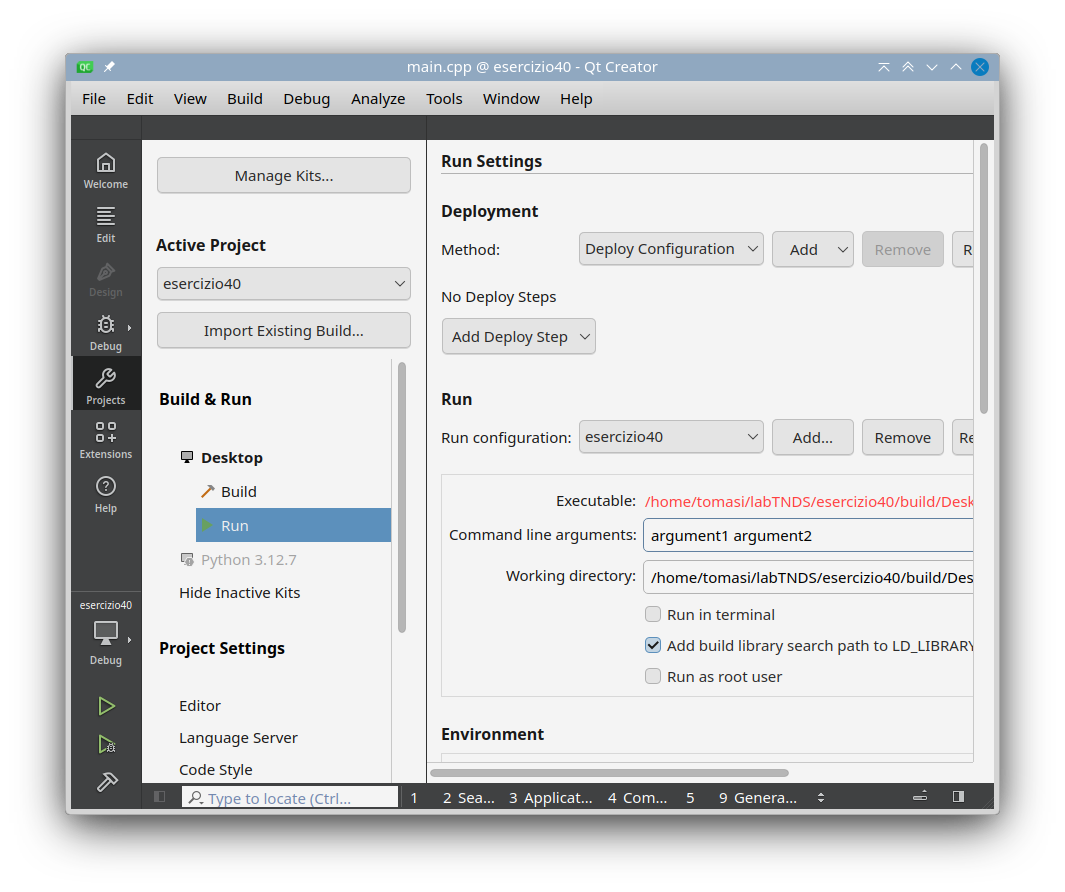 QC
main.cpp @ esercizio40 - Qt Creator
File Edit View Build Debug Analyze Tools Window Help
Welcome
Edit
Design
Debug
Projects
Extensions
Help
esercizio40
Debug
Manage Kits...
Active Project
esercizio40
Import Existing Build...
Build & Run
Desktop
Build
Run
Python 3.12.7
Hide Inactive Kits
Project Settings
Editor
Language Server
Code Style
Run Settings
Deployment
Method: Deploy Configuration Add Remove R
No Deploy Steps
Add Deploy Step
Run
Run configuration: esercizio40 Add... Remove Re
Executable: /home/tomasi/labTNDS/esercizio40/build/Desk
Command line arguments: argument1 argument2
Working directory: /home/tomasi/labTNDS/esercizio40/build/Des
Run in terminal
Add build library search path to LD_LIBRARY
Run as root user
Environment
Type to locate (Ctrl... 1 2 Sea... 3 Applicat... 4 Com... 5 9 Genera...